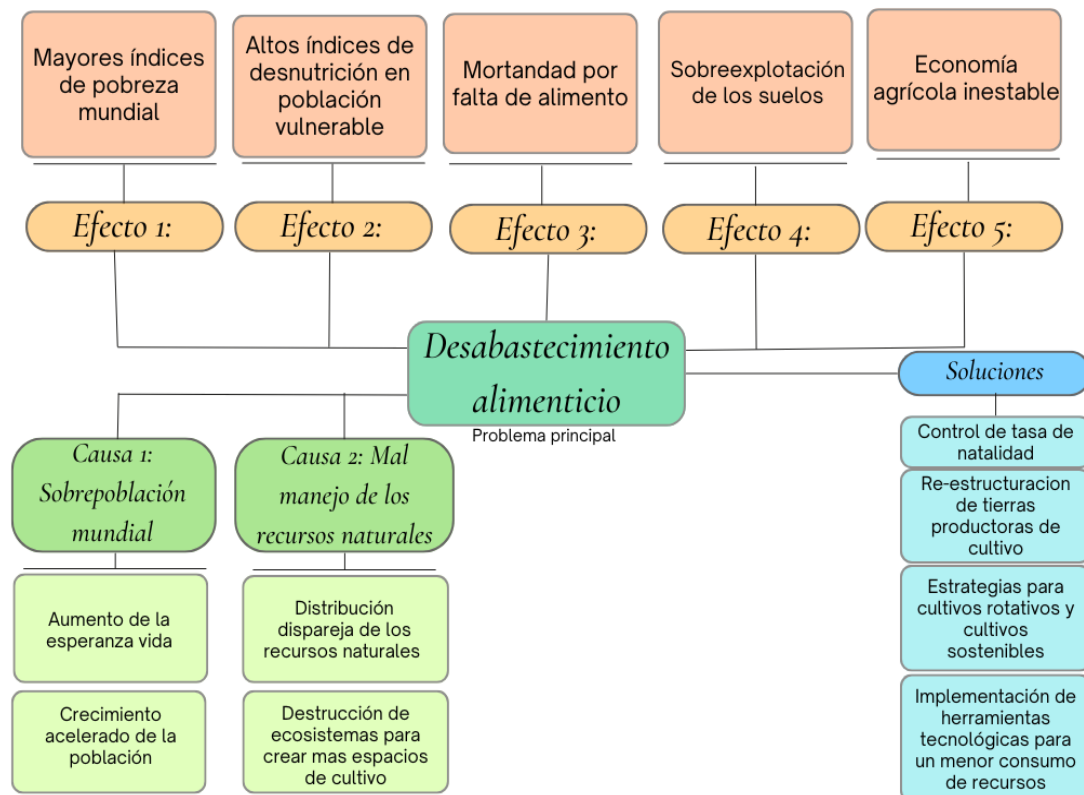 Mayores índices
de pobreza
mundial
Altos índices de
desnutrición en
población
vulnerable
Mortandad por
falta de alimento
Sobreexplotación
de los suelos
Economía
agrícola inestable
Efecto 1:
Efecto 2:
Efecto 3:
Efecto 4:
Efecto 5:
Desabastecimiento
alimenticio
Problema principal
Causa 1:
Sobrepoblación
mundial
Aumento de la
esperanza vida
Crecimiento
acelerado de la
población
Causa 2: Mal
manejo de los
recursos naturales
Distribución
dispareja de los
recursos naturales
Destrucción de
ecosistemas para
crear mas espacios
de cultivo
Soluciones
Control de tasa de
natalidad
Re-estructuracion
de tierras
productoras de
cultivo
Estrategias para
cultivos rotativos y
cultivos
sostenibles
Implementación de
herramientas
tecnológicas para
un menor consumo
de recursos